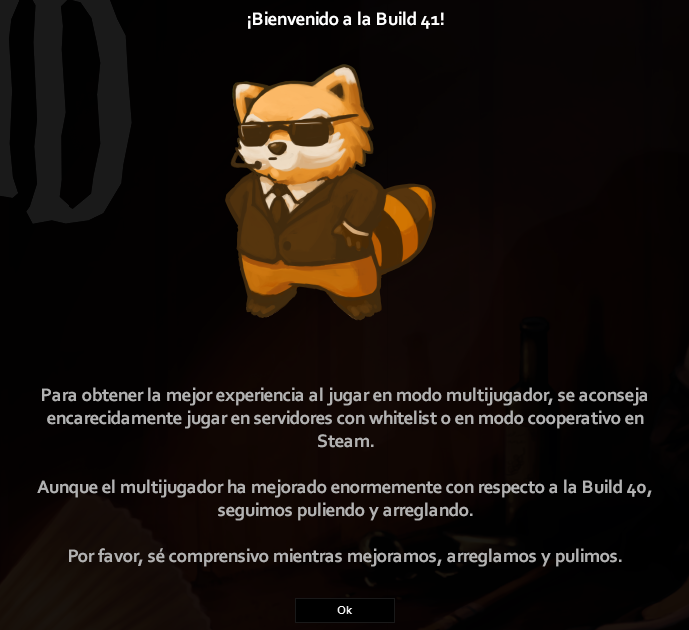 ¡Bienvenido a la Build 41!
Para obtener la mejor experiencia al jugar en modo multijugador, se aconseja
encarecidamente jugar en servidores con whitelist o en modo cooperativo en
Steam.
Aunque el multijugador ha mejorado enormemente con respecto a la Build 40,
seguimos puliendo y arreglando.
Por favor, sé comprensivo mientras mejoramos, arreglamos y pulimos.
Ok